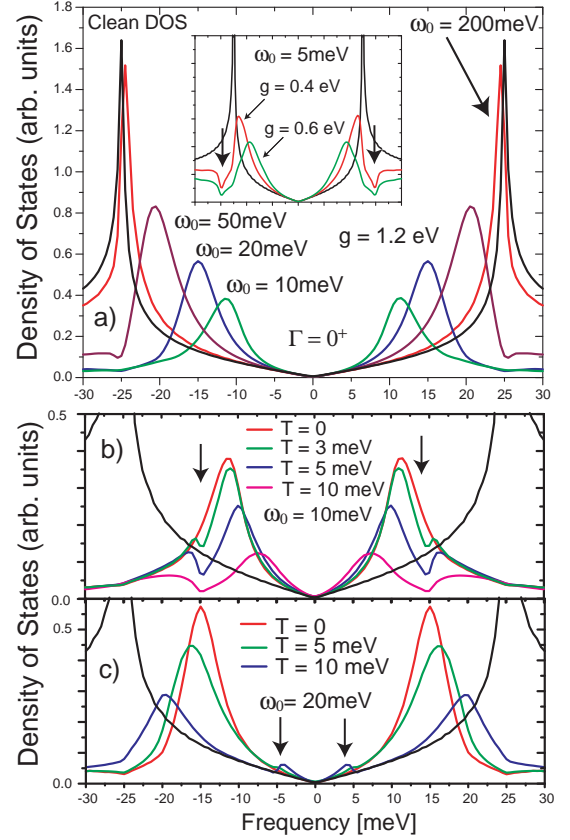 Clean DOS
ω₀ = 200meV
ω₀ = 5meV
g = 0.4 eV
g = 0.6 eV
ω₀ = 50meV
ω₀ = 20meV
ω₀ = 10meV
g = 1.2 eV
a)
Γ = 0⁺
Density of States (arb. units)
1.8
1.6
1.4
1.2
1.0
0.8
0.6
0.4
0.2
0.0
-30 -25 -20 -15 -10 -5 0 5 10 15 20 25 30
b)
T = 0
T = 3 meV
T = 5 meV
T = 10 meV
ω₀ = 10meV
Density of States (arb. units)
0.5
0.0
c)
T = 0
T = 5 meV
T = 10 meV
ω₀ = 20meV
0.5
0.0
-30 -25 -20 -15 -10 -5 0 5 10 15 20 25 30
Frequency [meV]